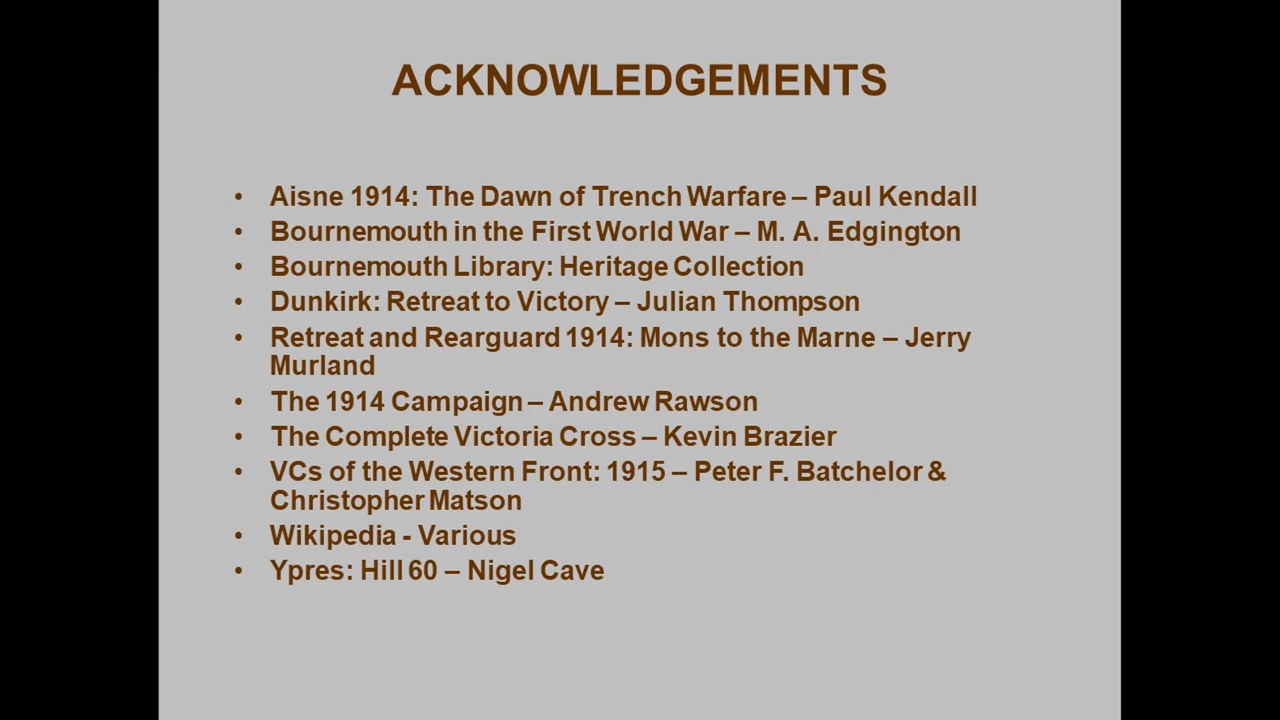 ACKNOWLEDGEMENTS
• Aisne 1914: The Dawn of Trench Warfare – Paul Kendall
• Bournemouth in the First World War – M. A. Edgington
• Bournemouth Library: Heritage Collection
• Dunkirk: Retreat to Victory – Julian Thompson
• Retreat and Rearguard 1914: Mons to the Marne – Jerry
Murland
• The 1914 Campaign – Andrew Rawson
• The Complete Victoria Cross – Kevin Brazier
• VCs of the Western Front: 1915 – Peter F. Batchelor &
Christopher Matson
• Wikipedia - Various
• Ypres: Hill 60 – Nigel Cave